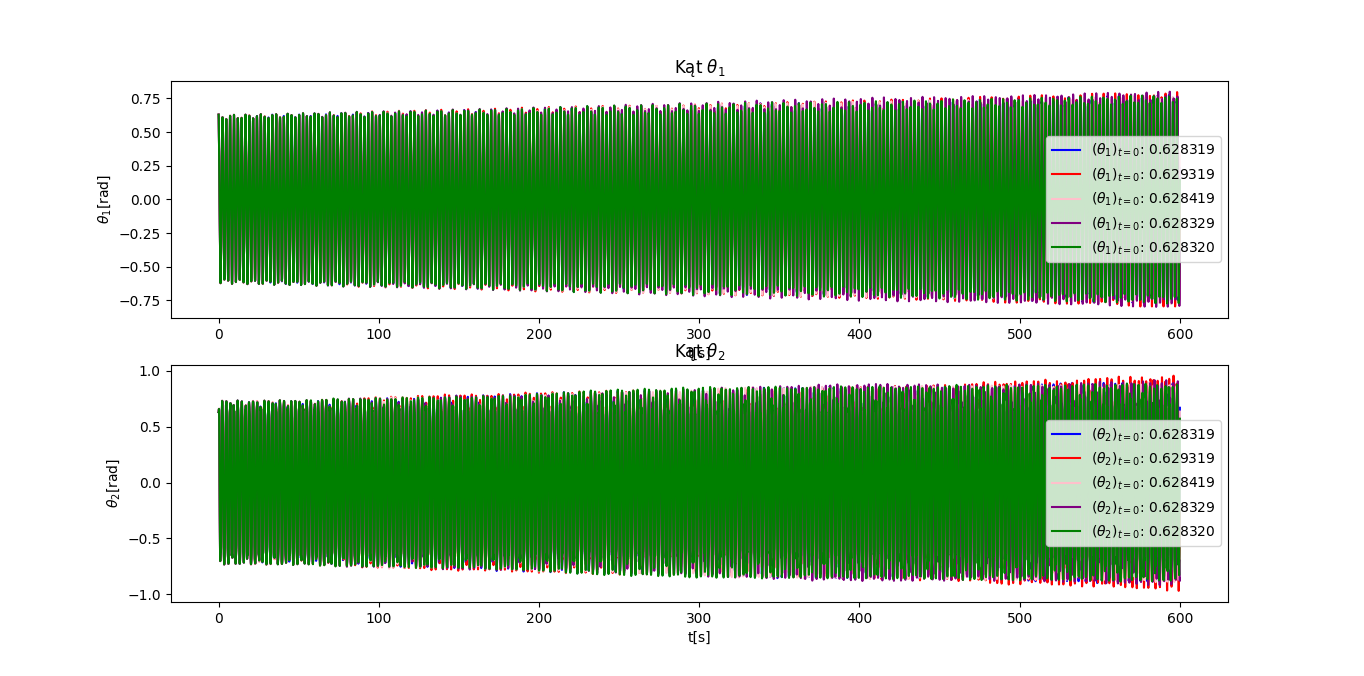 Kąt θ₁
0.75
0.50
0.25
0.00
−0.25
−0.50
−0.75
θ₁[rad]
(θ₁)ₜ₌₀: 0.628319
(θ₁)ₜ₌₀: 0.629319
(θ₁)ₜ₌₀: 0.628419
(θ₁)ₜ₌₀: 0.628329
(θ₁)ₜ₌₀: 0.628320
0 100 200 300 400 500 600
t[s]
Kąt θ₂
1.0
0.5
0.0
−0.5
−1.0
θ₂[rad]
(θ₂)ₜ₌₀: 0.628319
(θ₂)ₜ₌₀: 0.629319
(θ₂)ₜ₌₀: 0.628419
(θ₂)ₜ₌₀: 0.628329
(θ₂)ₜ₌₀: 0.628320
0 100 200 300 400 500 600
t[s]